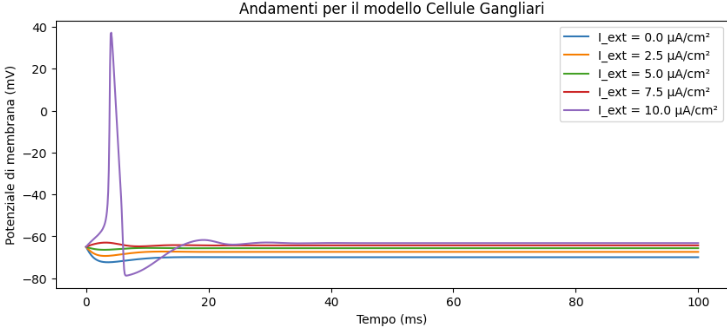 Andamenti per il modello Cellule Gangliari
Potenziale di membrana (mV)
40
20
0
−20
−40
−60
−80
I_ext = 0.0 μA/cm²
I_ext = 2.5 μA/cm²
I_ext = 5.0 μA/cm²
I_ext = 7.5 μA/cm²
I_ext = 10.0 μA/cm²
0 20 40 60 80 100
Tempo (ms)